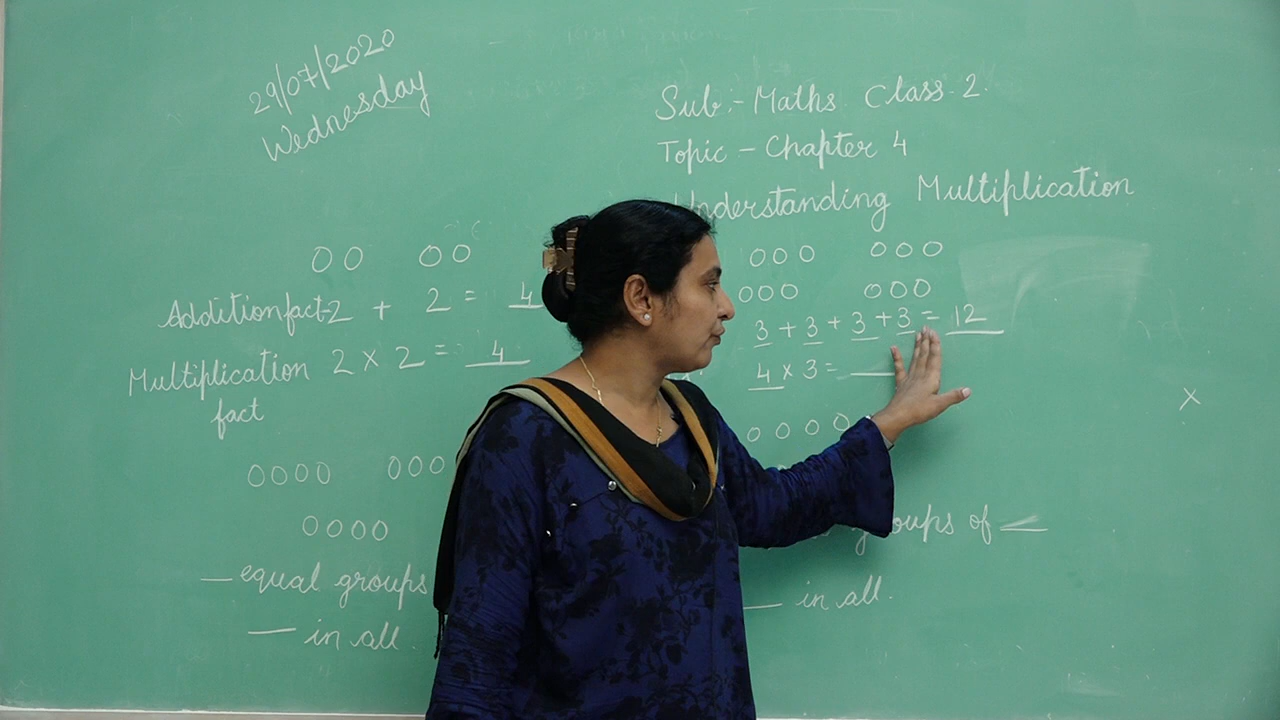 29/07/2020
Wednesday
Sub:- Maths Class-2.
Topic - Chapter 4
Understanding Multiplication
Additionfact-2 + 2 = 4
Multiplication 2 x 2 = 4
fact
3 + 3 + 3 + 3 = 12
4 x 3 =
x
equal groups
in all.
groups of
in all.